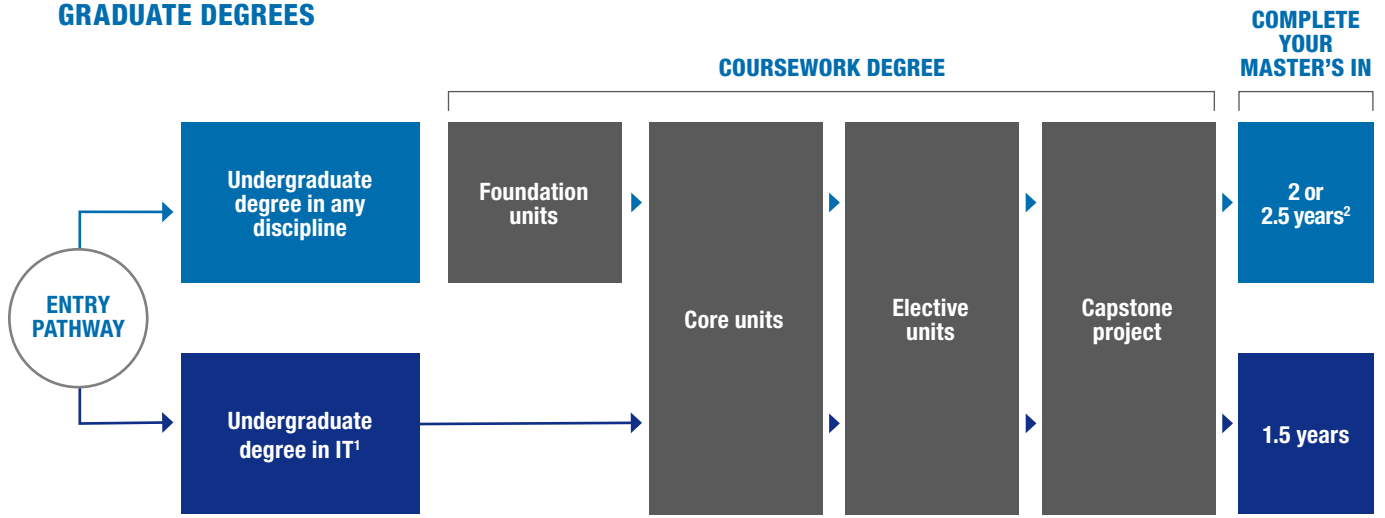 GRADUATE DEGREES
COMPLETE
YOUR
MASTER'S IN
COURSEWORK DEGREE
ENTRY
PATHWAY
Undergraduate
degree in any
discipline
Foundation
units
Core units
Elective
units
Capstone
project
2 or
2.5 years²
Undergraduate
degree in IT¹
1.5 years